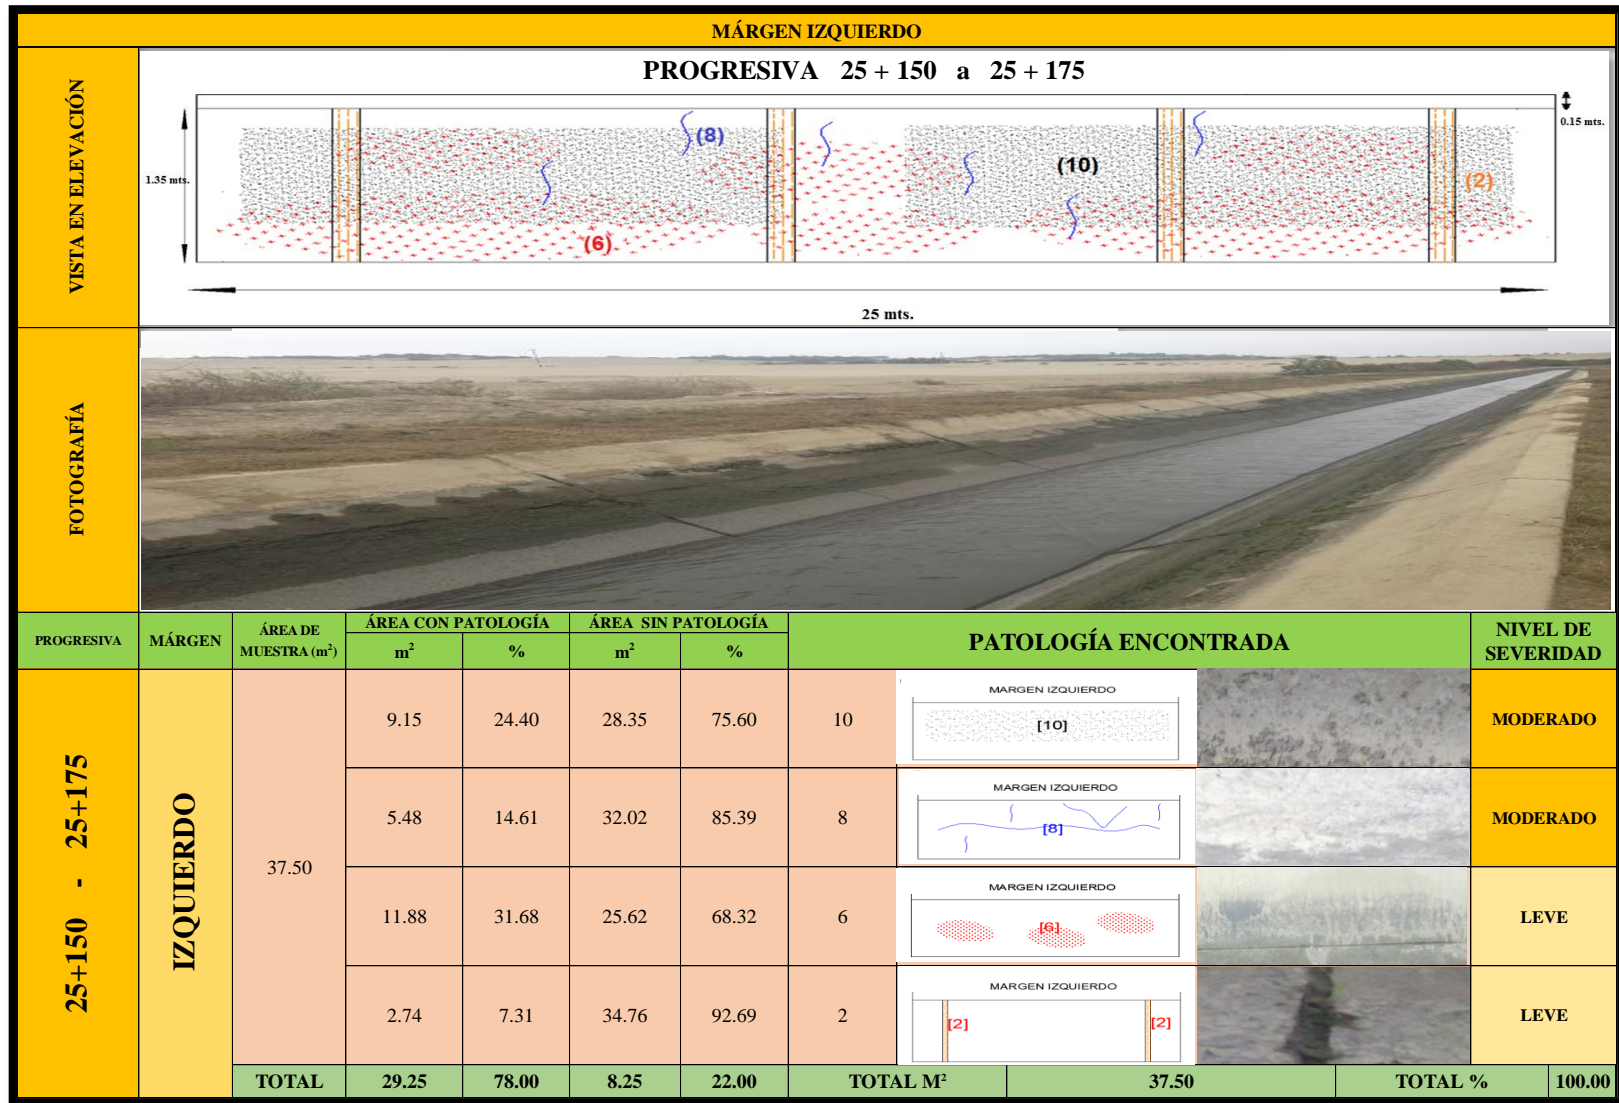 MÁRGEN IZQUIERDO
VISTA EN ELEVACIÓN
PROGRESIVA 25 + 150 a 25 + 175
0.15 mts.
1.35 mts.
(8)
(10)
(2)
(6)
25 mts.
FOTOGRAFÍA
PROGRESIVA
MÁRGEN
ÁREA DE
MUESTRA (m²)
ÁREA CON PATOLOGÍA
m²
%
ÁREA SIN PATOLOGÍA
m²
%
PATOLOGÍA ENCONTRADA
NIVEL DE
SEVERIDAD
25+150 - 25+175
IZQUIERDO
37.50
9.15
24.40
28.35
75.60
10
MARGEN IZQUIERDO
[10]
MODERADO
5.48
14.61
32.02
85.39
8
MARGEN IZQUIERDO
[8]
MODERADO
11.88
31.68
25.62
68.32
6
MARGEN IZQUIERDO
[6]
LEVE
2.74
7.31
34.76
92.69
2
MARGEN IZQUIERDO
[2]
[2]
LEVE
TOTAL
29.25
78.00
8.25
22.00
TOTAL M²
37.50
TOTAL %
100.00